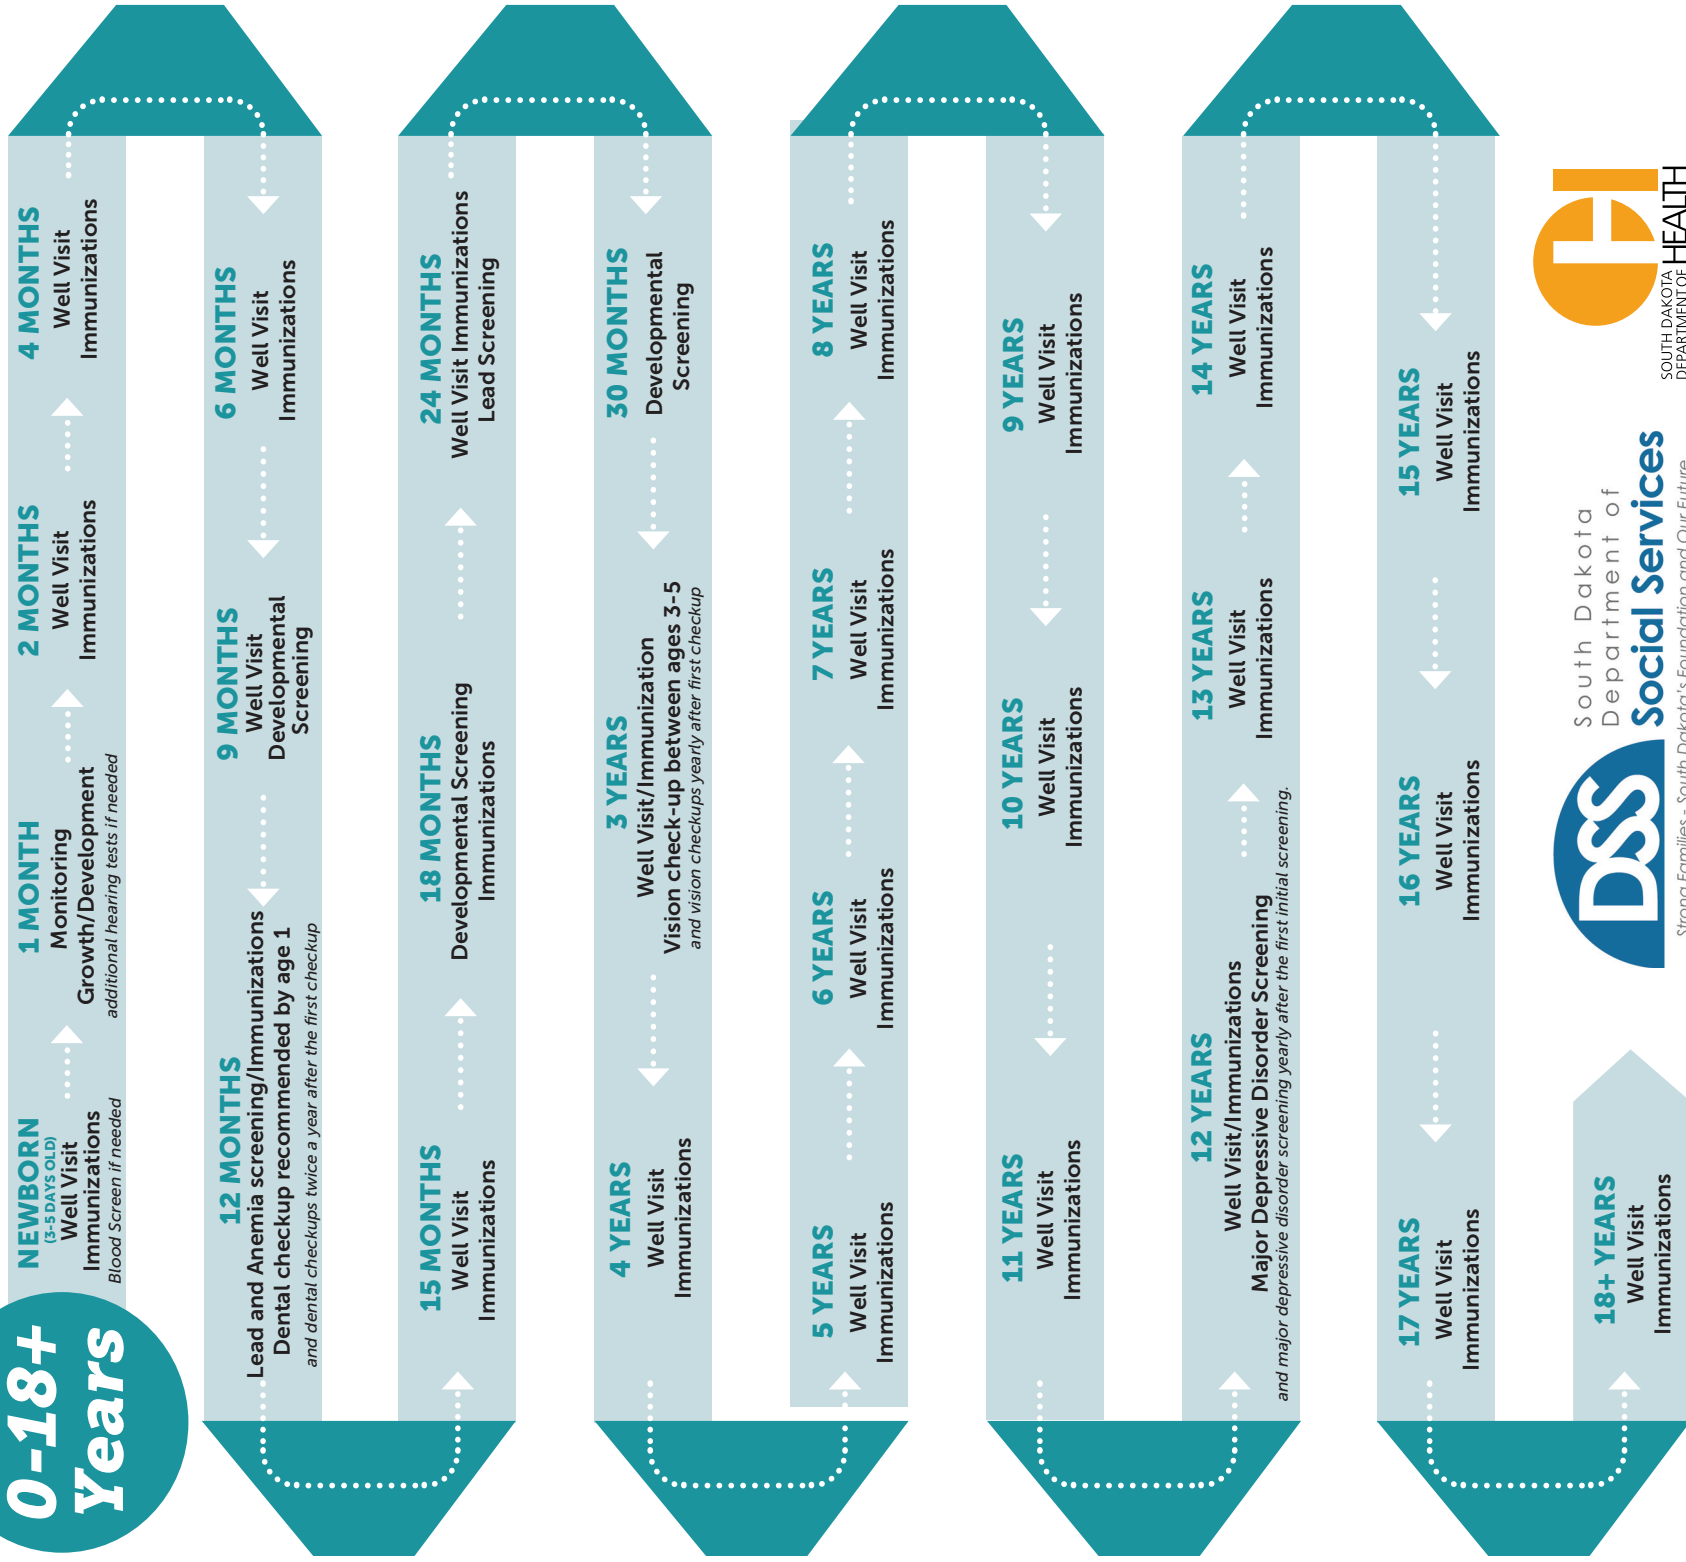 0-18+
Years
NEWBORN
(3-5 DAYS OLD)
Well Visit
Immunizations
Blood Screen if needed
1 MONTH
Monitoring
Growth/Development
additional hearing tests if needed
2 MONTHS
Well Visit
Immunizations
4 MONTHS
Well Visit
Immunizations
6 MONTHS
Well Visit
Immunizations
9 MONTHS
Well Visit
Developmental
Screening
12 MONTHS
Lead and Anemia screening/Immunizations
Dental checkup recommended by age 1
and dental checkups twice a year after the first checkup
15 MONTHS
Well Visit
Immunizations
18 MONTHS
Developmental Screening
Immunizations
24 MONTHS
Well Visit Immunizations
Lead Screening
30 MONTHS
Developmental
Screening
3 YEARS
Well Visit/Immunization
Vision check-up between ages 3-5
and vision checkups yearly after first checkup
4 YEARS
Well Visit
Immunizations
5 YEARS
Well Visit
Immunizations
6 YEARS
Well Visit
Immunizations
7 YEARS
Well Visit
Immunizations
8 YEARS
Well Visit
Immunizations
9 YEARS
Well Visit
Immunizations
10 YEARS
Well Visit
Immunizations
11 YEARS
Well Visit
Immunizations
12 YEARS
Well Visit/Immunizations
Major Depressive Disorder Screening
and major depressive disorder screening yearly after the first initial screening.
13 YEARS
Well Visit
Immunizations
14 YEARS
Well Visit
Immunizations
15 YEARS
Well Visit
Immunizations
16 YEARS
Well Visit
Immunizations
17 YEARS
Well Visit
Immunizations
18+ YEARS
Well Visit
Immunizations
DSS
South Dakota
Department of
Social Services
Strong Families - South Dakota's Foundation and Our Future
SOUTH DAKOTA
DEPARTMENT OF
HEALTH